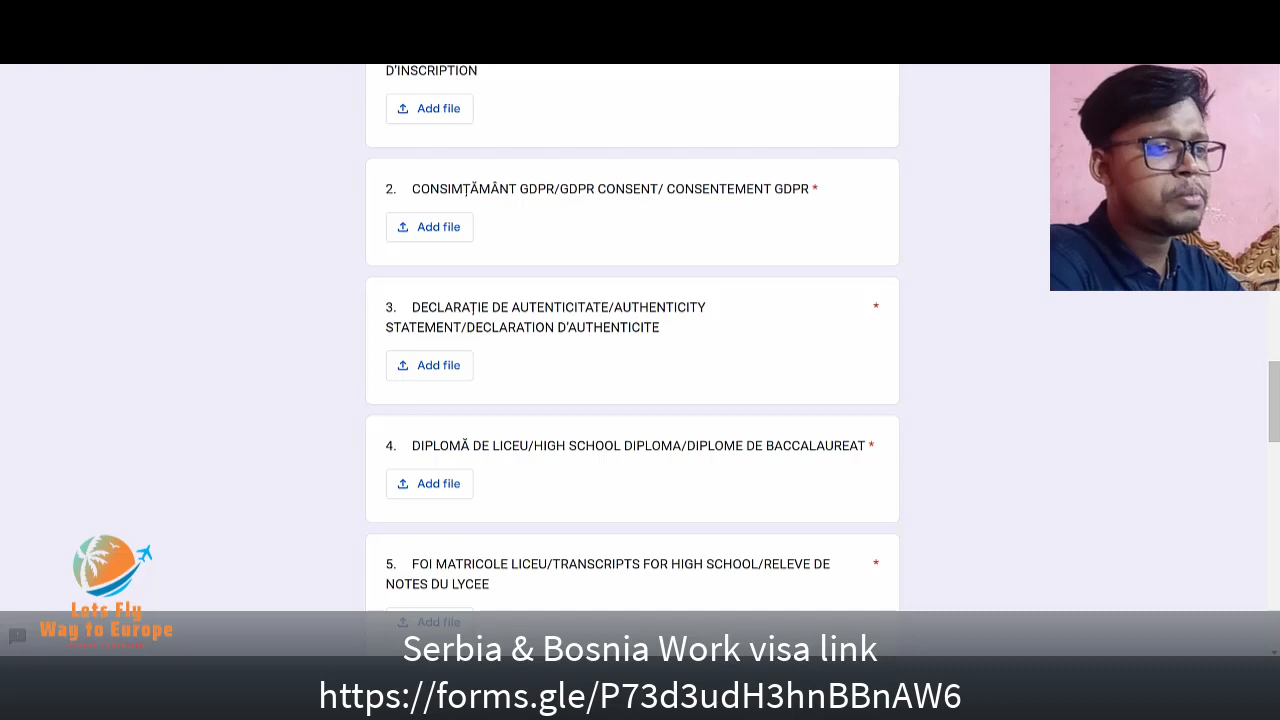 D'INSCRIPTION
Add file
2. CONSIMȚĂMÂNT GDPR/GDPR CONSENT/ CONSENTEMENT GDPR *
Add file
3. DECLARAȚIE DE AUTENTICITATE/AUTHENTICITY *
STATEMENT/DECLARATION D'AUTHENTICITE
Add file
4. DIPLOMĂ DE LICEU/HIGH SCHOOL DIPLOMA/DIPLOME DE BACCALAUREAT *
Add file
5. FOI MATRICOLE LICEU/TRANSCRIPTS FOR HIGH SCHOOL/RELEVE DE *
NOTES DU LYCEE
Add file
Lets Fly
Way to Europe
Serbia & Bosnia Work visa link
https://forms.gle/P73d3udH3hnBBnAW6